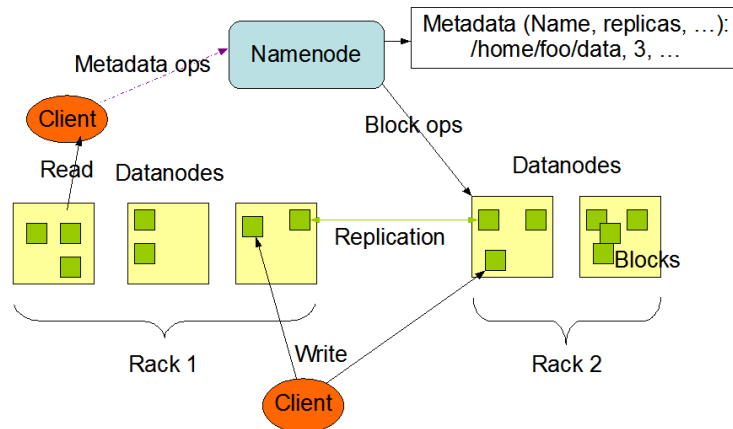 Metadata (Name, replicas, …):
/home/foo/data, 3, …
Namenode
Metadata ops
Client
Block ops
Read
Datanodes
Datanodes
Replication
Blocks
Rack 1
Write
Rack 2
Client